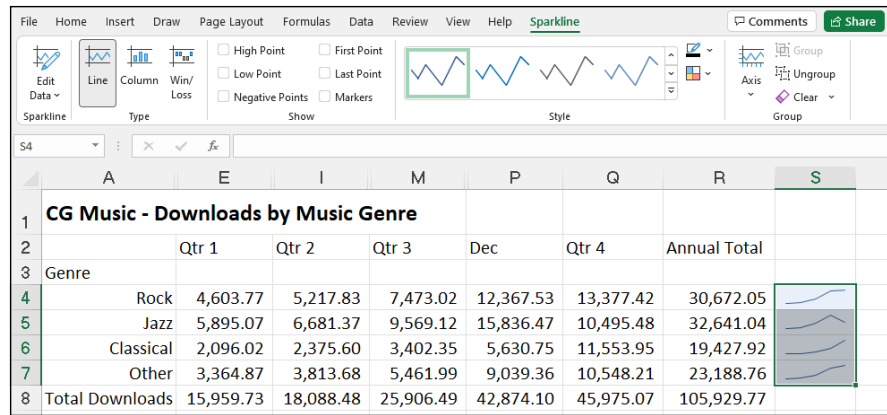 File Home Insert Draw Page Layout Formulas Data Review View Help Sparkline Comments Share
High Point First Point Group
Edit Data Line Column Win/Loss Low Point Last Point Axis Ungroup
Negative Points Markers Clear
Sparkline Type Show Style Group
S4 fx
A E I M P Q R S
1 CG Music - Downloads by Music Genre
2 Qtr 1 Qtr 2 Qtr 3 Dec Qtr 4 Annual Total
3 Genre
4 Rock 4,603.77 5,217.83 7,473.02 12,367.53 13,377.42 30,672.05
5 Jazz 5,895.07 6,681.37 9,569.12 15,836.47 10,495.48 32,641.04
6 Classical 2,096.02 2,375.60 3,402.35 5,630.75 11,553.95 19,427.92
7 Other 3,364.87 3,813.68 5,461.99 9,039.36 10,548.21 23,188.76
8 Total Downloads 15,959.73 18,088.48 25,906.49 42,874.10 45,975.07 105,929.77